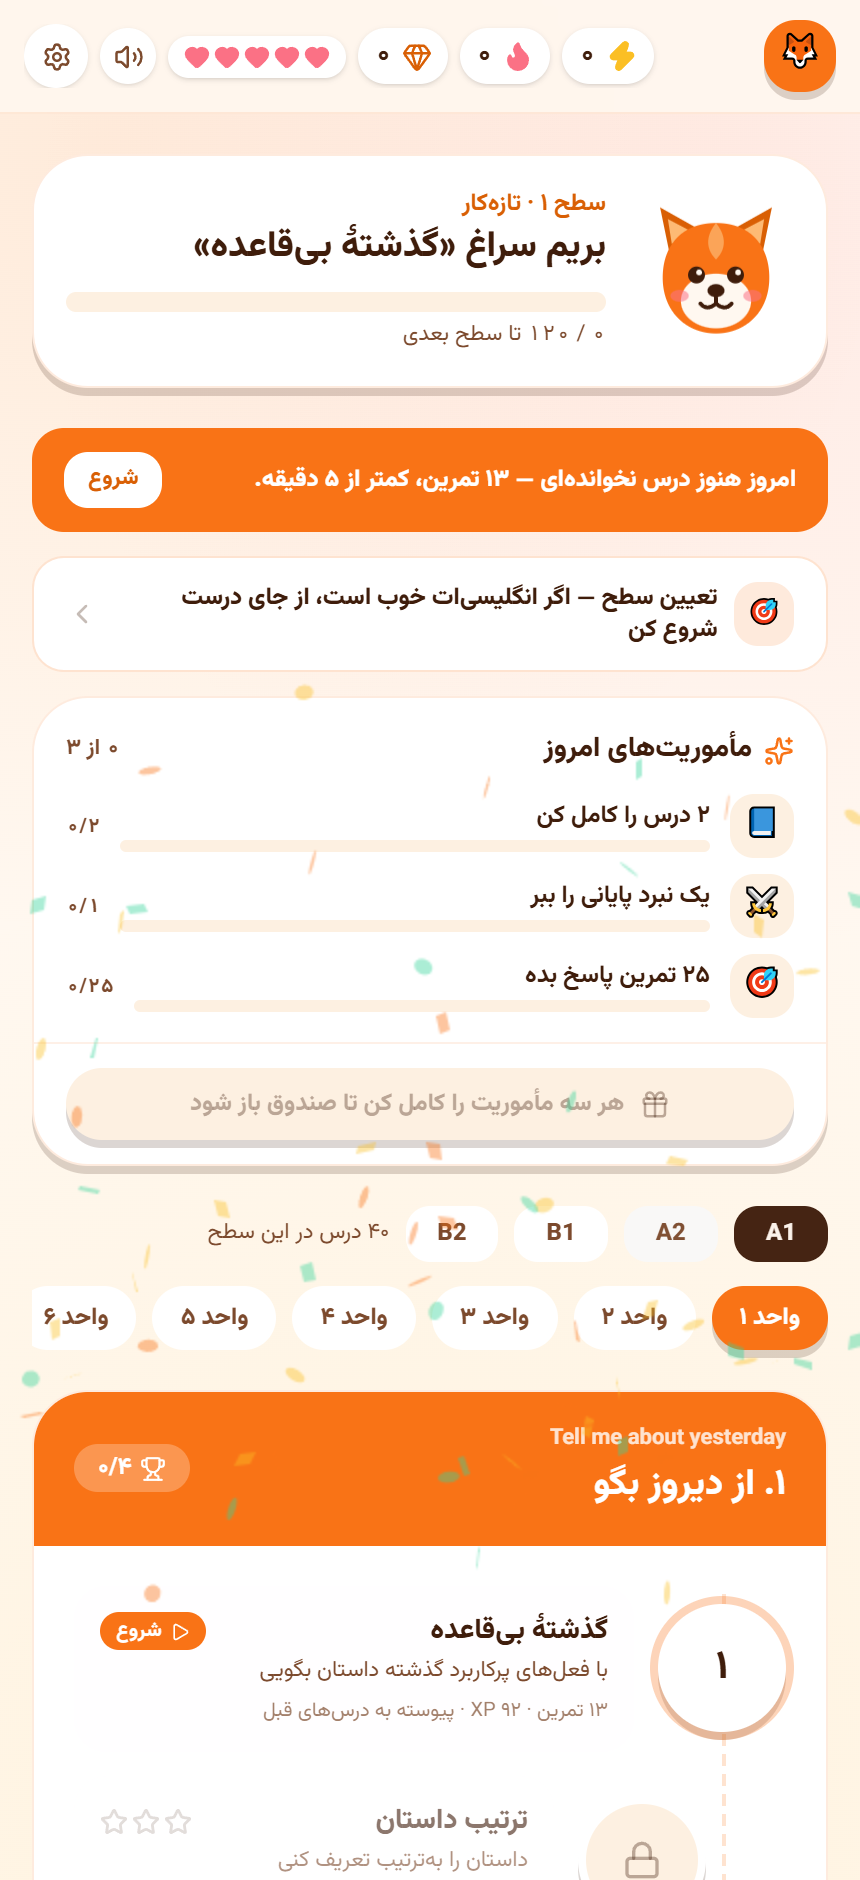 ۰ ۰ ۰
سطح ۱ · تازه‌کار
بریم سراغ «گذشتهٔ بی‌قاعده»
۰ / ۱۲۰ تا سطح بعدی
امروز هنوز درس نخوانده‌ای — ۱۳ تمرین، کمتر از ۵ دقیقه.
شروع
تعیین سطح — اگر انگلیسی‌ات خوب است، از جای درست
شروع کن
مأموریت‌های امروز
۰ از ۳
۲ درس را کامل کن
۰/۲
یک نبرد پایانی را ببر
۰/۱
۲۵ تمرین پاسخ بده
۰/۲۵
هر سه مأموریت را کامل کن تا صندوق باز شود
A1 A2 B1 B2 ۴۰ درس در این سطح
واحد ۱ واحد ۲ واحد ۳ واحد ۴ واحد ۵ واحد ۶
Tell me about yesterday
۱. از دیروز بگو
۰/۴
۱
گذشتهٔ بی‌قاعده
شروع
با فعل‌های پرکاربرد گذشته داستان بگویی
۱۳ تمرین · ۹۲ XP · پیوسته به درس‌های قبل
ترتیب داستان
داستان را به‌ترتیب تعریف کنی